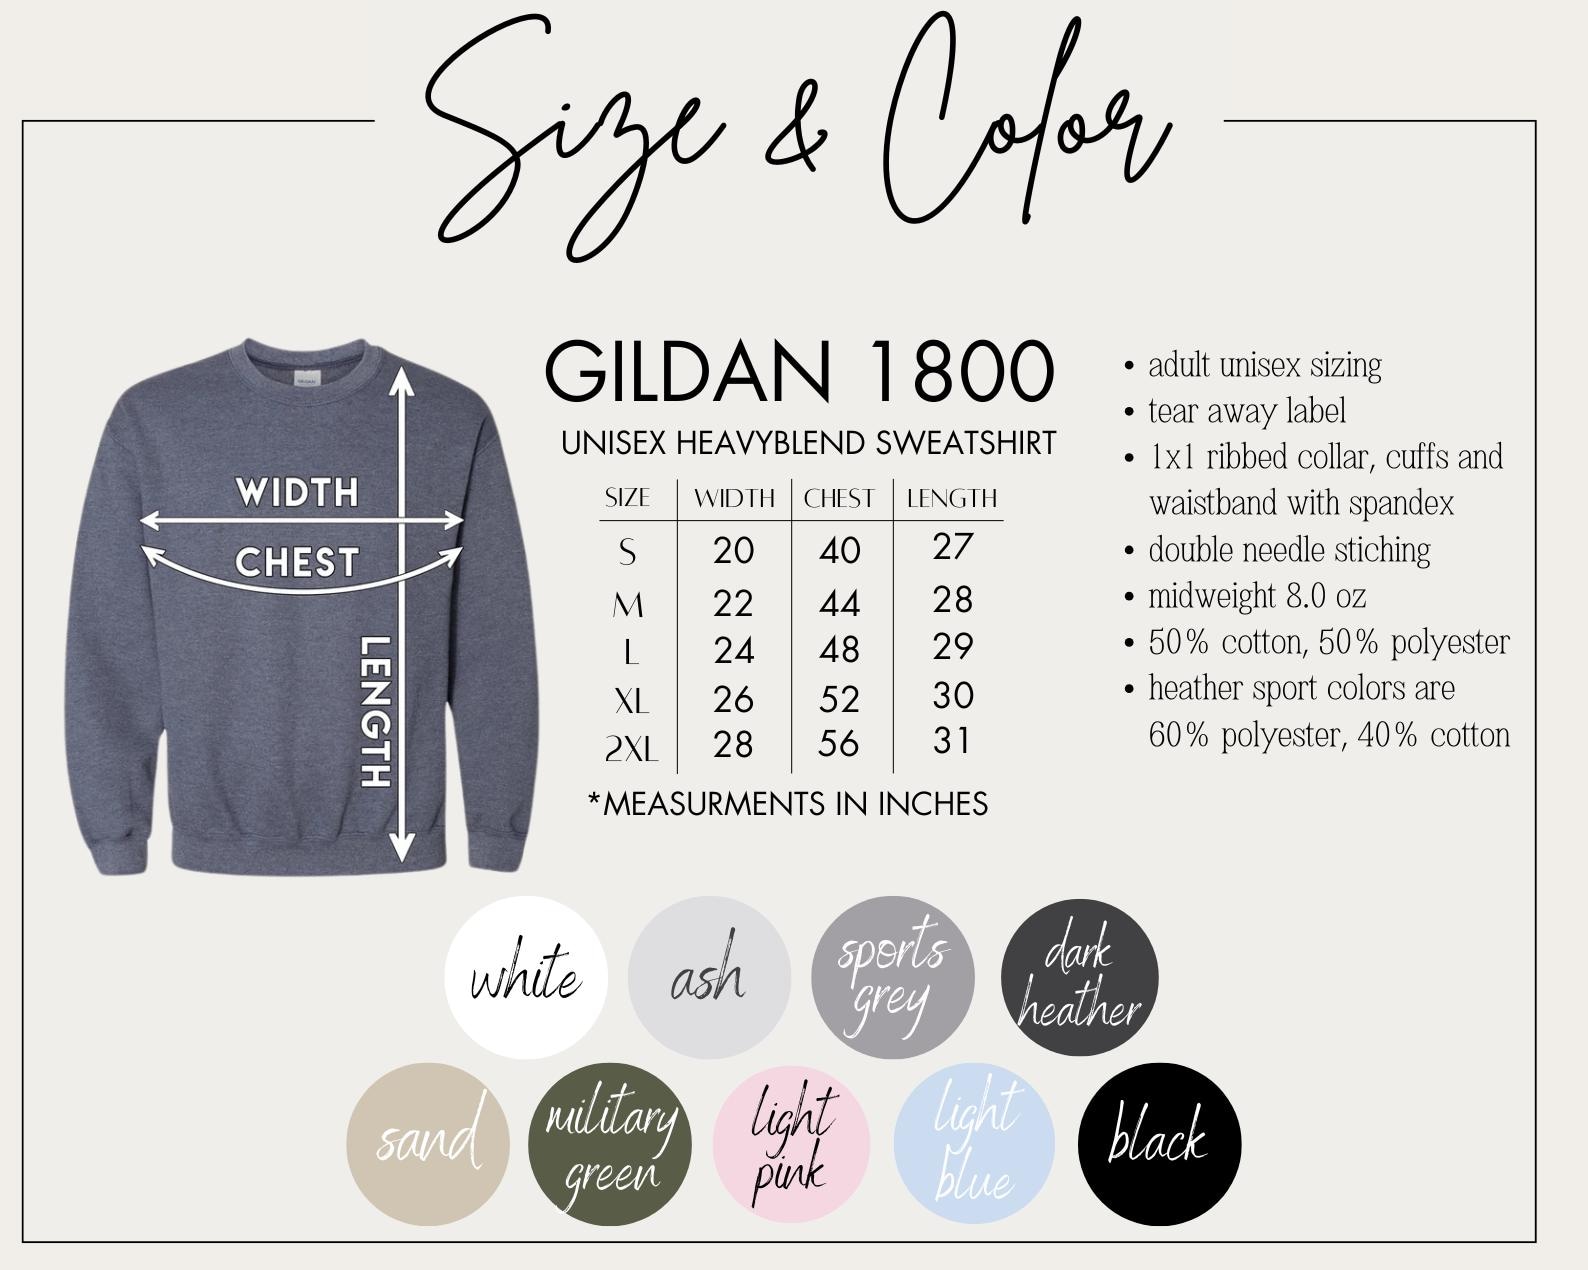 Size & Color
GILDAN 1800
UNISEX HEAVYBLEND SWEATSHIRT
SIZE WIDTH CHEST LENGTH
S 20 40 27
M 22 44 28
L 24 48 29
XL 26 52 30
2XL 28 56 31
*MEASURMENTS IN INCHES
WIDTH
CHEST
LENGTH
• adult unisex sizing
• tear away label
• 1x1 ribbed collar, cuffs and
waistband with spandex
• double needle stiching
• midweight 8.0 oz
• 50% cotton, 50% polyester
• heather sport colors are
60% polyester, 40% cotton
white
ash
sports
grey
dark
heather
sand
military
green
light
pink
light
blue
black